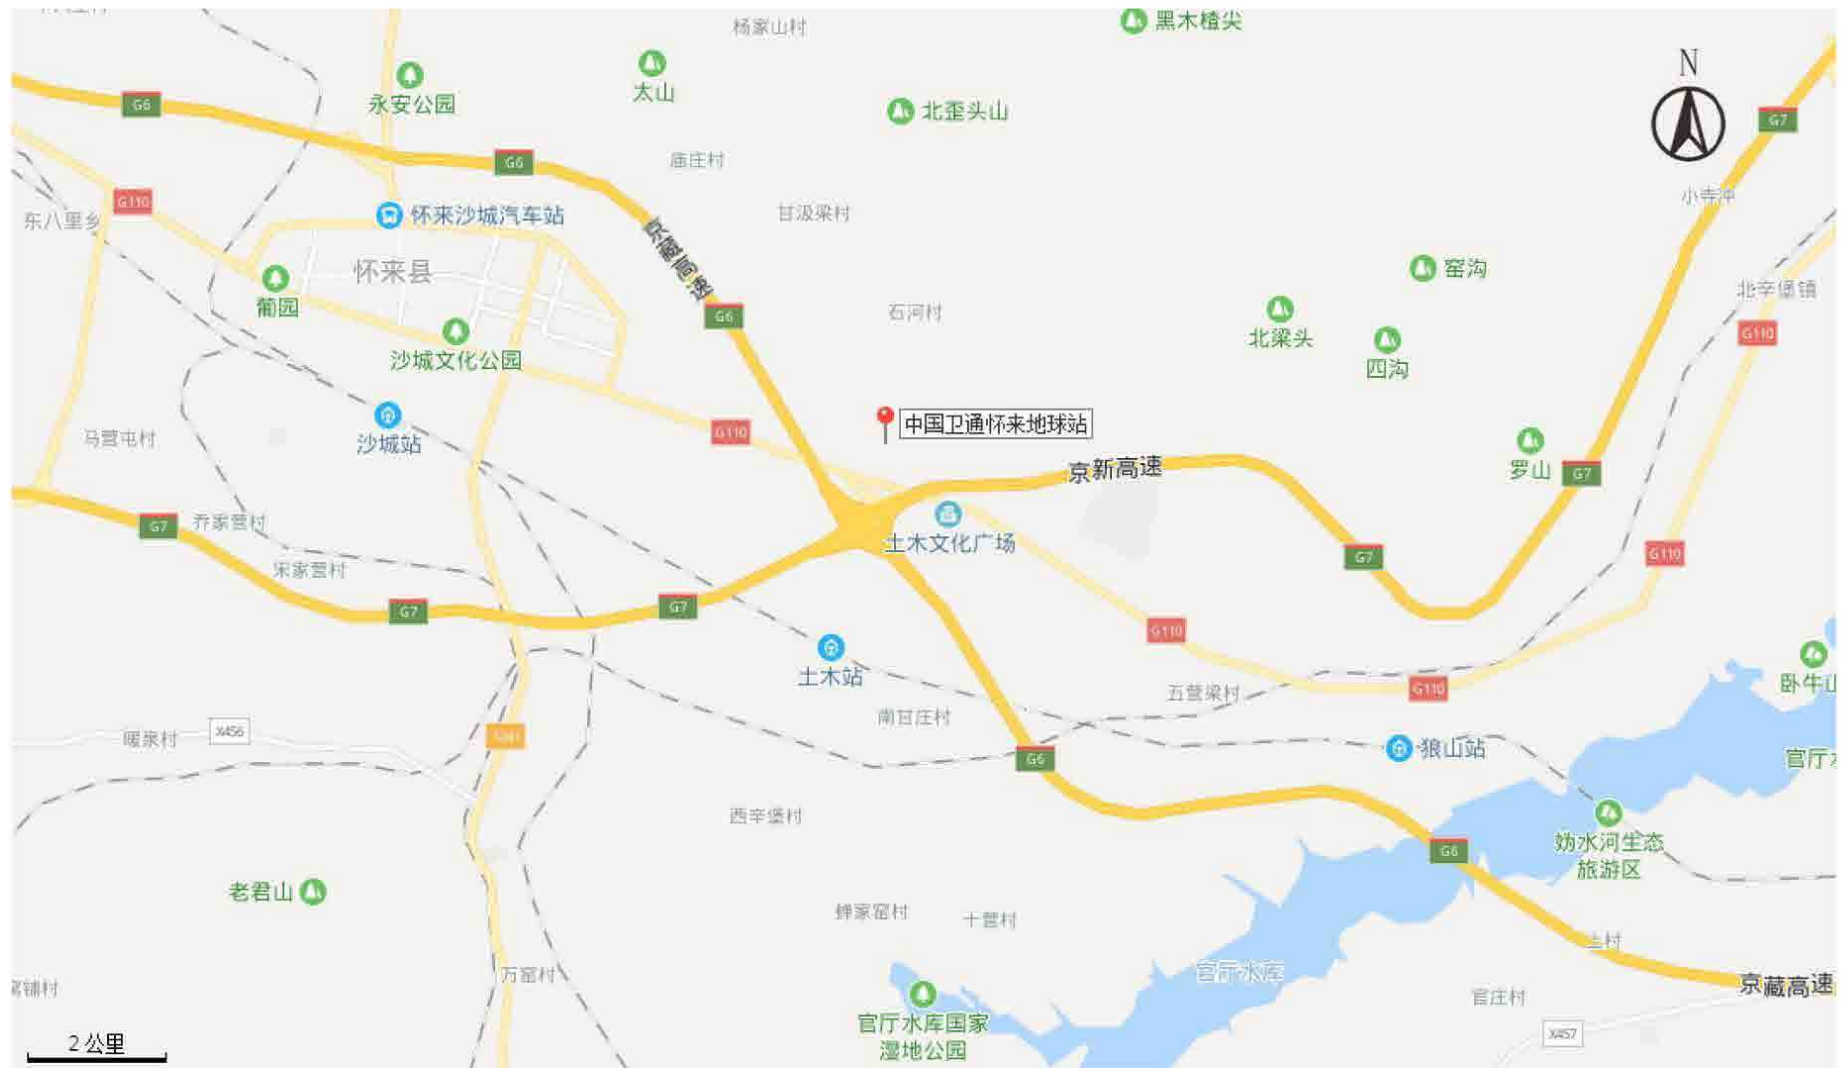 杨家山村
黑木楂尖
N
G6
永安公园
太山
北歪头山
G7
G6
庙庄村
小寺冲
G110
东八里乡
怀来沙城汽车站
甘汲梁村
京藏高速
怀来县
窑沟
北辛堡镇
葡园
G6
石河村
北梁头
四沟
G110
沙城文化公园
沙城站
马营屯村
G110
中国卫通怀来地球站
京新高速
罗山
G7
G7
乔家营村
土木文化广场
G7
G110
宋家营村
G7
G7
G110
土木站
五营梁村
G110
卧牛山
南甘庄村
X456
暖泉村
G6
狼山站
官厅
西辛堡村
G6
妫水河生态
旅游区
老君山
蝉家窑村
十营村
土村
万窑村
官厅水库
京藏高速
窝铺村
官庄村
官厅水库国家
湿地公园
X457
2公里